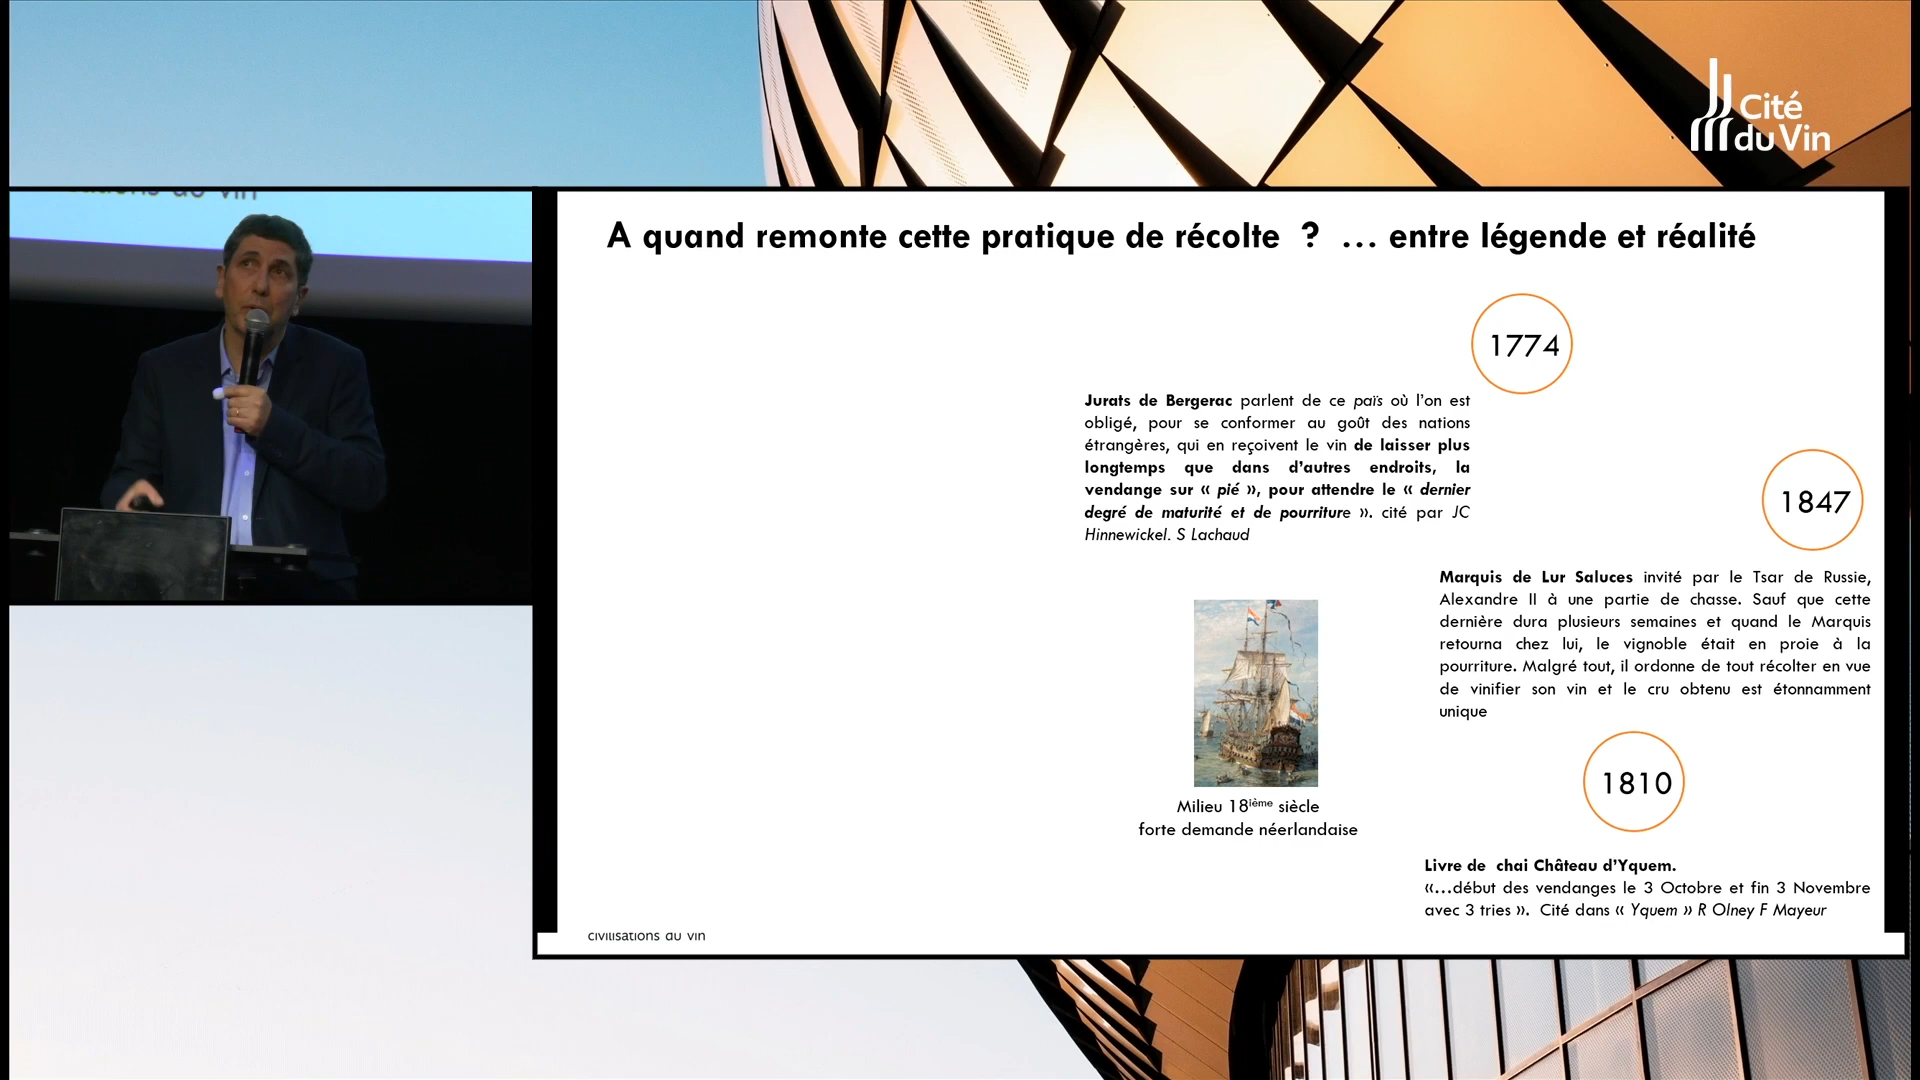 Cité
du Vin
A quand remonte cette pratique de récolte ? ... entre légende et réalité
1774
Jurats de Bergerac parlent de ce païs où l'on est
obligé, pour se conformer au goût des nations
étrangères, qui en reçoivent le vin de laisser plus
longtemps que dans d'autres endroits, la
vendange sur « pié », pour attendre le « dernier
degré de maturité et de pourriture ». cité par JC
Hinnewickel. S Lachaud
1847
Marquis de Lur Saluces invité par le Tsar de Russie,
Alexandre II à une partie de chasse. Sauf que cette
dernière dura plusieurs semaines et quand le Marquis
retourna chez lui, le vignoble était en proie à la
pourriture. Malgré tout, il ordonne de tout récolter en vue
de vinifier son vin et le cru obtenu est étonnamment
unique
Milieu 18ième siècle
forte demande néerlandaise
1810
Livre de chai Château d'Yquem.
«...début des vendanges le 3 Octobre et fin 3 Novembre
avec 3 tries ». Cité dans « Yquem » R Olney F Mayeur
civilisations du vin